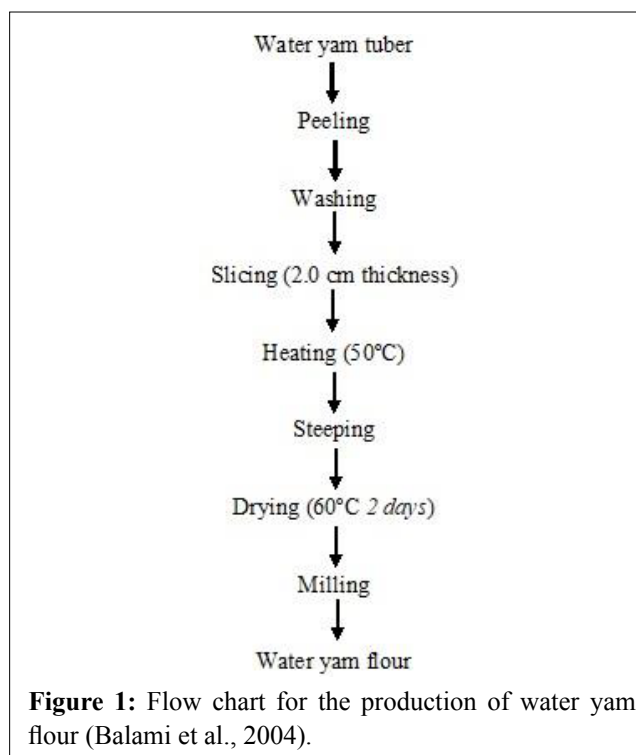 Water yam tuber
Peeling
Washing
Slicing (2.0 cm thickness)
Heating (50°C)
Steeping
Drying (60°C 2 days)
Milling
Water yam flour
Figure 1: Flow chart for the production of water yam
flour (Balami et al., 2004).